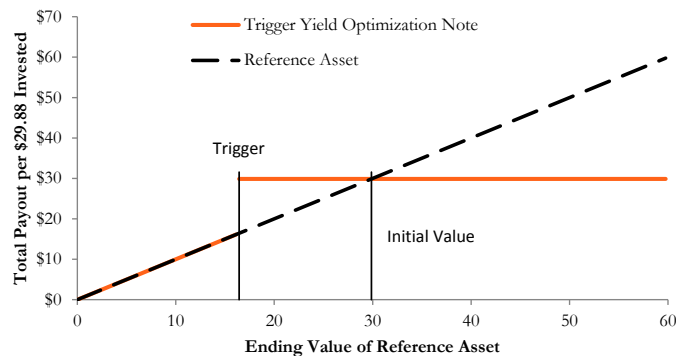 $70
$60
$50
$40
$30
$20
$10
$0
Total Payout per $29.88 Invested
Trigger Yield Optimization Note
Reference Asset
Trigger
Initial Value
0
10
20
30
40
50
60
Ending Value of Reference Asset